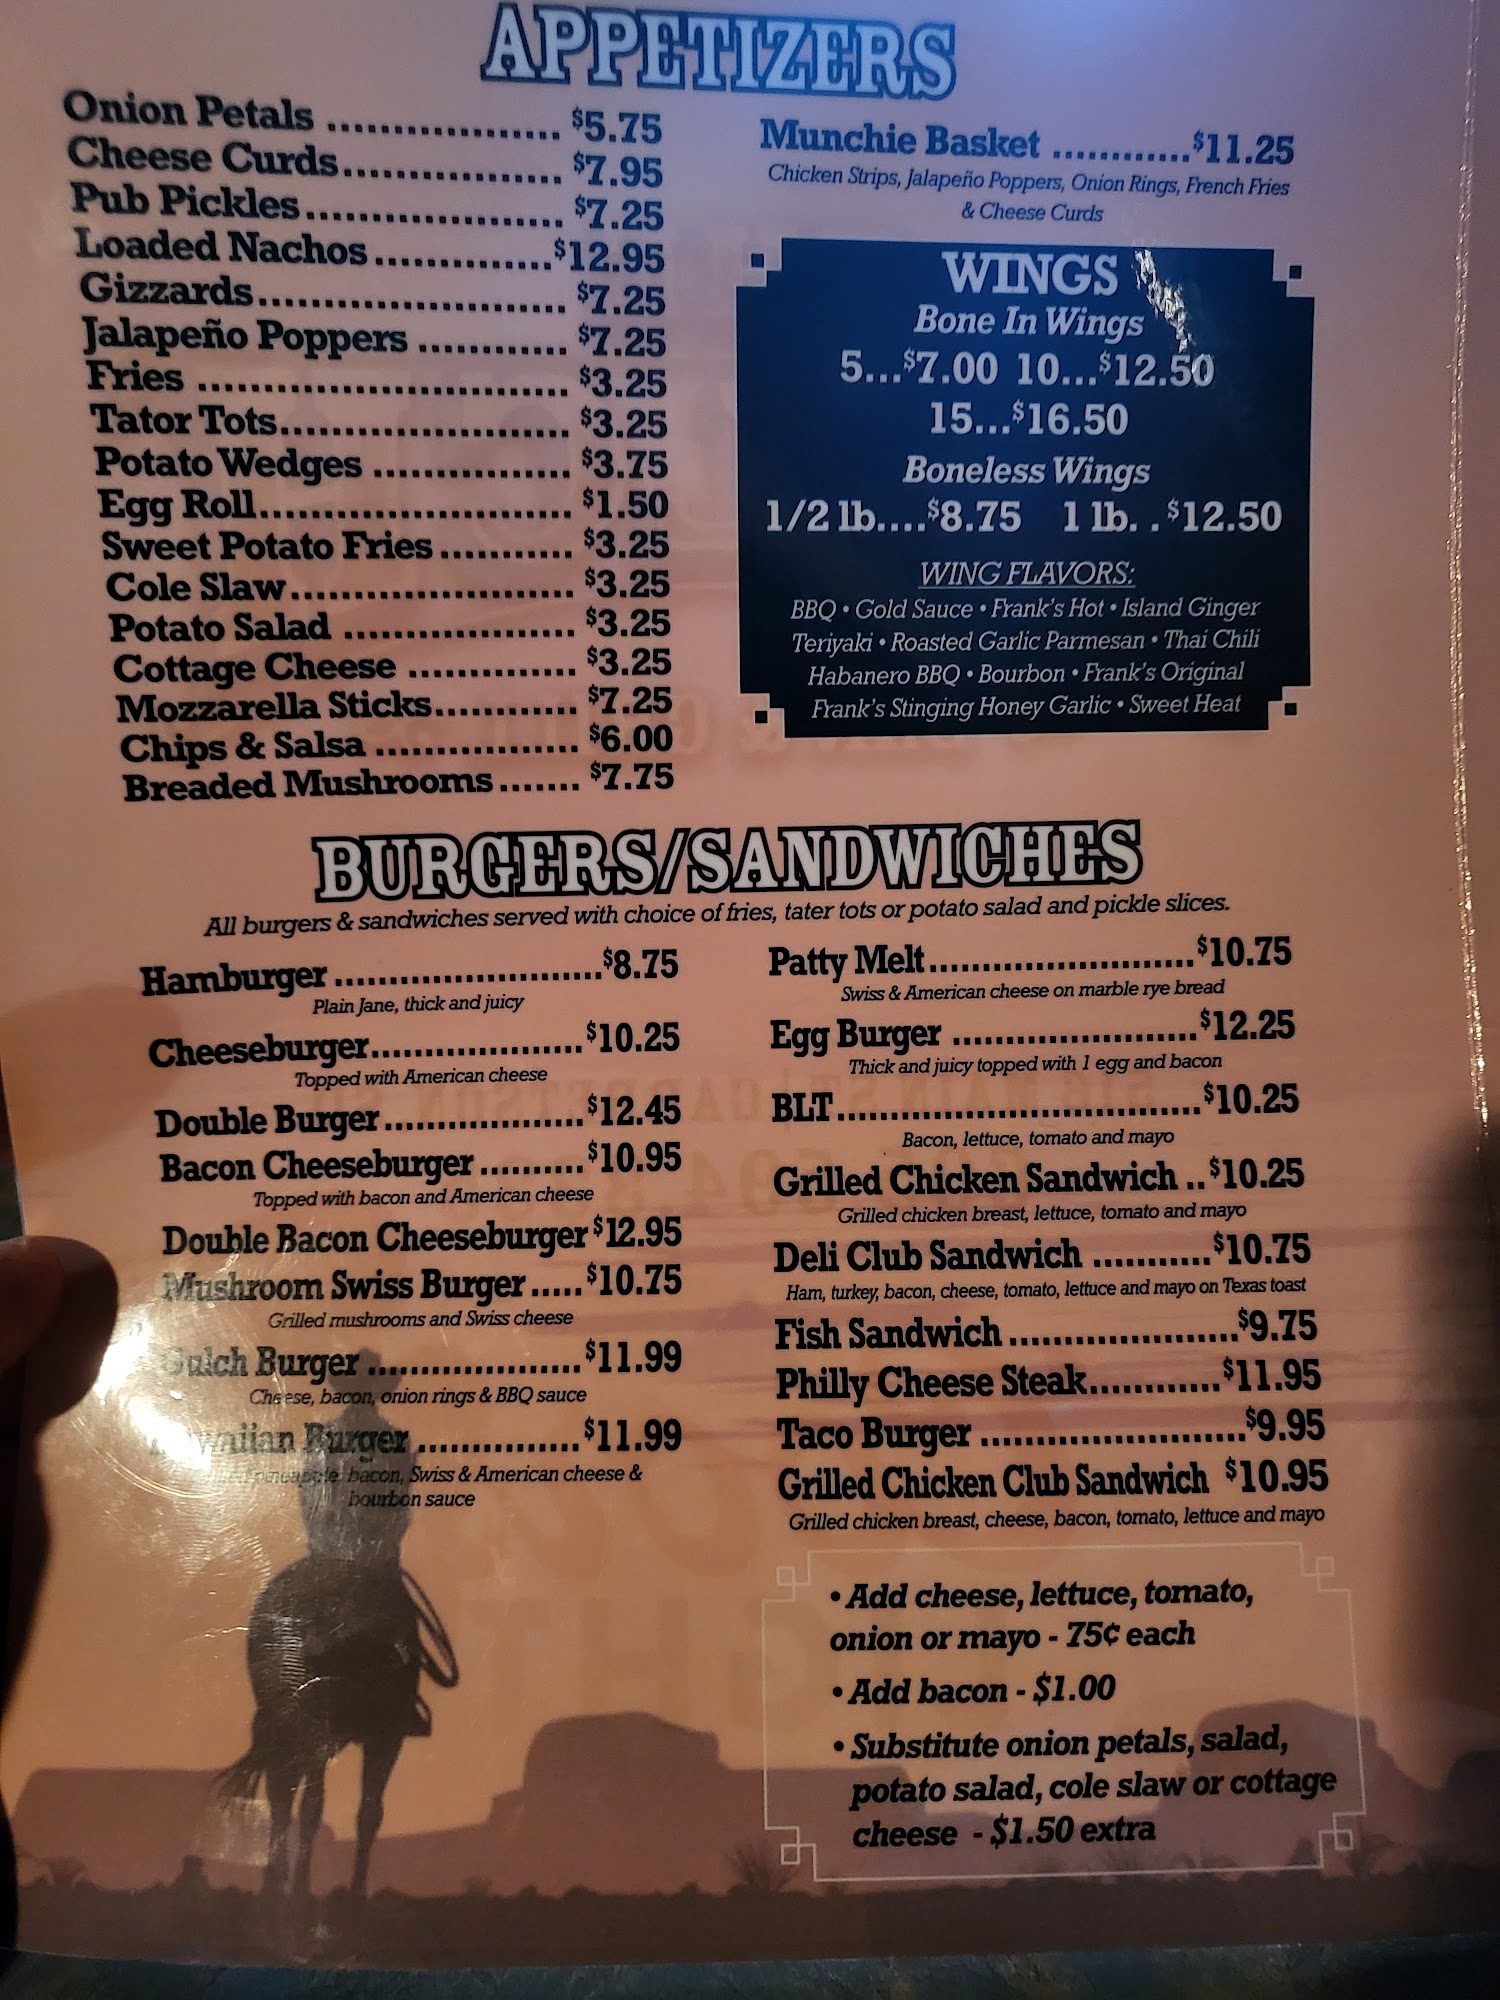 APPETIZERS
Onion Petals .................. $5.75
Cheese Curds................. $7.95
Pub Pickles.................... $7.25
Loaded Nachos..............$12.95
Gizzards........................ $7.25
Jalapeño Poppers ............ $7.25
Fries ............................. $3.25
Tator Tots...................... $3.25
Potato Wedges ............... $3.75
Egg Roll........................ $1.50
Sweet Potato Fries.......... $3.25
Cole Slaw...................... $3.25
Potato Salad .................. $3.25
Cottage Cheese ............. $3.25
Mozzarella Sticks........... $7.25
Chips & Salsa ................ $6.00
Breaded Mushrooms....... $7.75
Munchie Basket ............$11.25
Chicken Strips, Jalapeño Poppers, Onion Rings, French Fries
& Cheese Curds
WINGS
Bone In Wings
5...$7.00 10...$12.50
15...$16.50
Boneless Wings
1/2 lb....$8.75 1 lb. . $12.50
WING FLAVORS:
BBQ • Gold Sauce • Frank's Hot • Island Ginger
Teriyaki • Roasted Garlic Parmesan • Thai Chili
Habanero BBQ • Bourbon • Frank's Original
Frank's Stinging Honey Garlic • Sweet Heat
BURGERS/SANDWICHES
All burgers & sandwiches served with choice of fries, tater tots or potato salad and pickle slices.
Hamburger .........................$8.75
Plain Jane, thick and juicy
Cheeseburger....................$10.25
Topped with American cheese
Double Burger...................$12.45
Bacon Cheeseburger ..........$10.95
Topped with bacon and American cheese
Double Bacon Cheeseburger $12.95
Mushroom Swiss Burger .....$10.75
Grilled mushrooms and Swiss cheese
Gulch Burger ....................$11.99
Cheese, bacon, onion rings & BBQ sauce
Hawaiian Burger ...............$11.99
pineapple, bacon, Swiss & American cheese &
bourbon sauce
Patty Melt.........................$10.75
Swiss & American cheese on marble rye bread
Egg Burger .......................$12.25
Thick and juicy topped with 1 egg and bacon
BLT...................................$10.25
Bacon, lettuce, tomato and mayo
Grilled Chicken Sandwich ..$10.25
Grilled chicken breast, lettuce, tomato and mayo
Deli Club Sandwich ...........$10.75
Ham, turkey, bacon, cheese, tomato, lettuce and mayo on Texas toast
Fish Sandwich ......................$9.75
Philly Cheese Steak............$11.95
Taco Burger .........................$9.95
Grilled Chicken Club Sandwich $10.95
Grilled chicken breast, cheese, bacon, tomato, lettuce and mayo
• Add cheese, lettuce, tomato,
onion or mayo - 75¢ each
• Add bacon - $1.00
• Substitute onion petals, salad,
potato salad, cole slaw or cottage
cheese - $1.50 extra